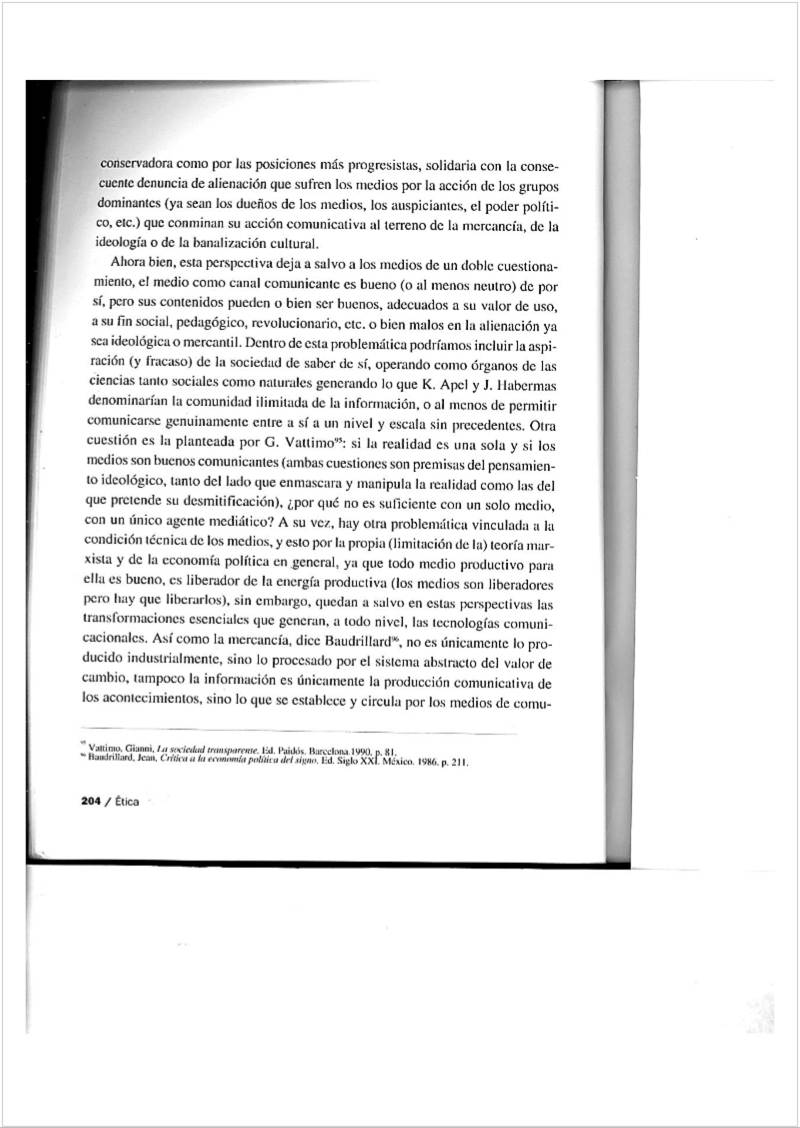 conservadora como por las posiciones más progresistas, solidaria con la conse-
cuente denuncia de alienación que sufren los medios por la acción de los grupos
dominantes (ya sean los dueños de los medios, los auspiciantes, el poder políti-
co, etc.) que conminan su acción comunicativa al terreno de la mercancía, de la
ideología o de la banalización cultural.
Ahora bien, esta perspectiva deja a salvo a los medios de un doble cuestiona-
miento, el medio como canal comunicante es bueno (o al menos neutro) de por
sí, pero sus contenidos pueden o bien ser buenos, adecuados a su valor de uso,
a su fin social, pedagógico, revolucionario, etc. o bien malos en la alienación ya
sea ideológica o mercantil. Dentro de esta problemática podríamos incluir la aspi-
ración (y fracaso) de la sociedad de saber de sí, operando como órganos de las
ciencias tanto sociales como naturales generando lo que K. Apel y J. Habermas
denominarían la comunidad ilimitada de la información, o al menos de permitir
comunicarse genuinamente entre a sí a un nivel y escala sin precedentes. Otra
cuestión es la planteada por G. Vattimo⁹⁵: si la realidad es una sola y si los
medios son buenos comunicantes (ambas cuestiones son premisas del pensamien-
to ideológico, tanto del lado que enmascara y manipula la realidad como las del
que pretende su desmitificación), ¿por qué no es suficiente con un solo medio,
con un único agente mediático? A su vez, hay otra problemática vinculada a la
condición técnica de los medios, y esto por la propia (limitación de la) teoría mar-
xista y de la economía política en general, ya que todo medio productivo para
ella es bueno, es liberador de la energía productiva (los medios son liberadores
pero hay que liberarlos), sin embargo, quedan a salvo en estas perspectivas las
transformaciones esenciales que generan, a todo nivel, las tecnologías comuni-
cacionales. Así como la mercancía, dice Baudrillard⁹⁶, no es únicamente lo pro-
ducido industrialmente, sino lo procesado por el sistema abstracto del valor de
cambio, tampoco la información es únicamente la producción comunicativa de
los acontecimientos, sino lo que se establece y circula por los medios de comu-
⁹⁵ Vattimo, Gianni, La sociedad transparente. Ed. Paidós. Barcelona.1990. p. 81.
⁹⁶ Baudrillard, Jean, Crítica a la economía política del signo. Ed. Siglo XXI. México. 1986. p. 211.
204 / Ética